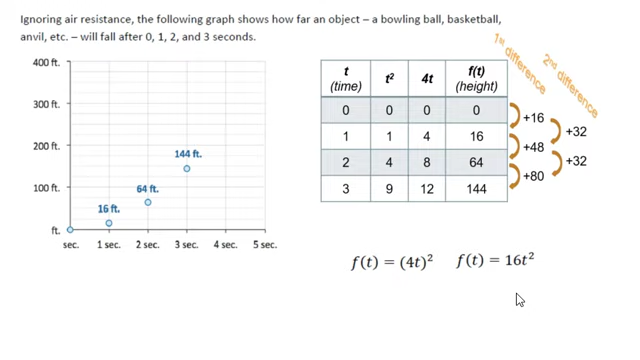 Ignoring air resistance, the following graph shows how far an object – a bowling ball, basketball,
anvil, etc. – will fall after 0, 1, 2, and 3 seconds.
400 ft.
300 ft.
200 ft.
100 ft.
ft.
16 ft.
64 ft.
144 ft.
sec. 1 sec. 2 sec. 3 sec. 4 sec. 5 sec.
1st difference
2nd difference
t (time) t² 4t f(t) (height)
0 0 0 0
1 1 4 16
2 4 8 64
3 9 12 144
+16
+48
+80
+32
+32
f(t) = (4t)² f(t) = 16t²